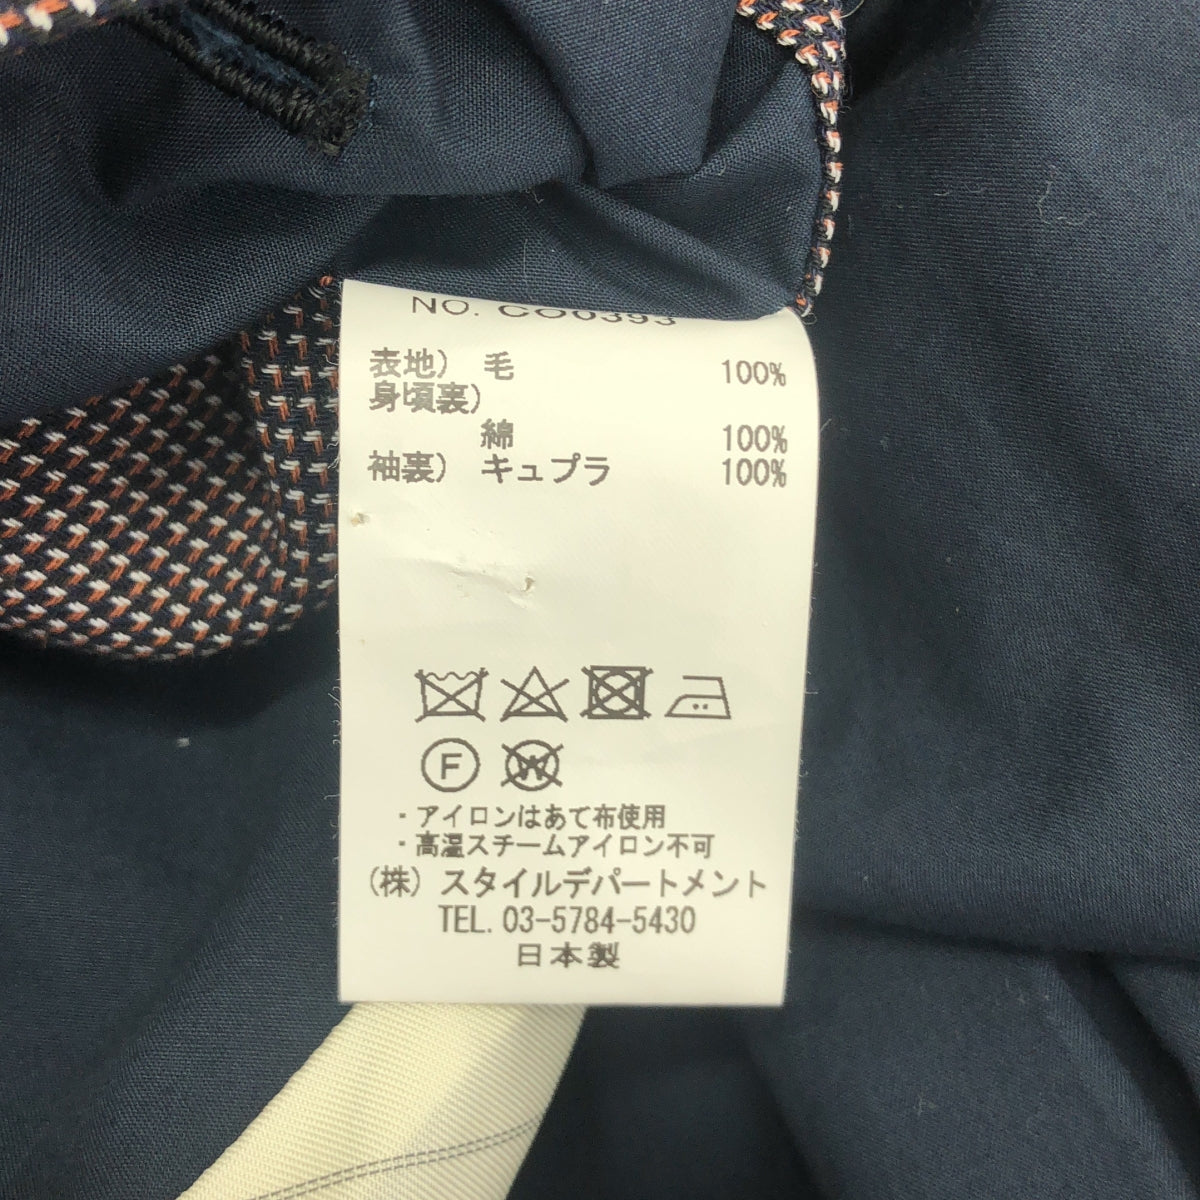 NO. CO0393
表地) 毛 100%
身頃裏)
綿 100%
袖裏) キュプラ 100%
F W
・アイロンはあて布使用
・高温スチームアイロン不可
(株) スタイルデパートメント
TEL. 03-5784-5430
日本製